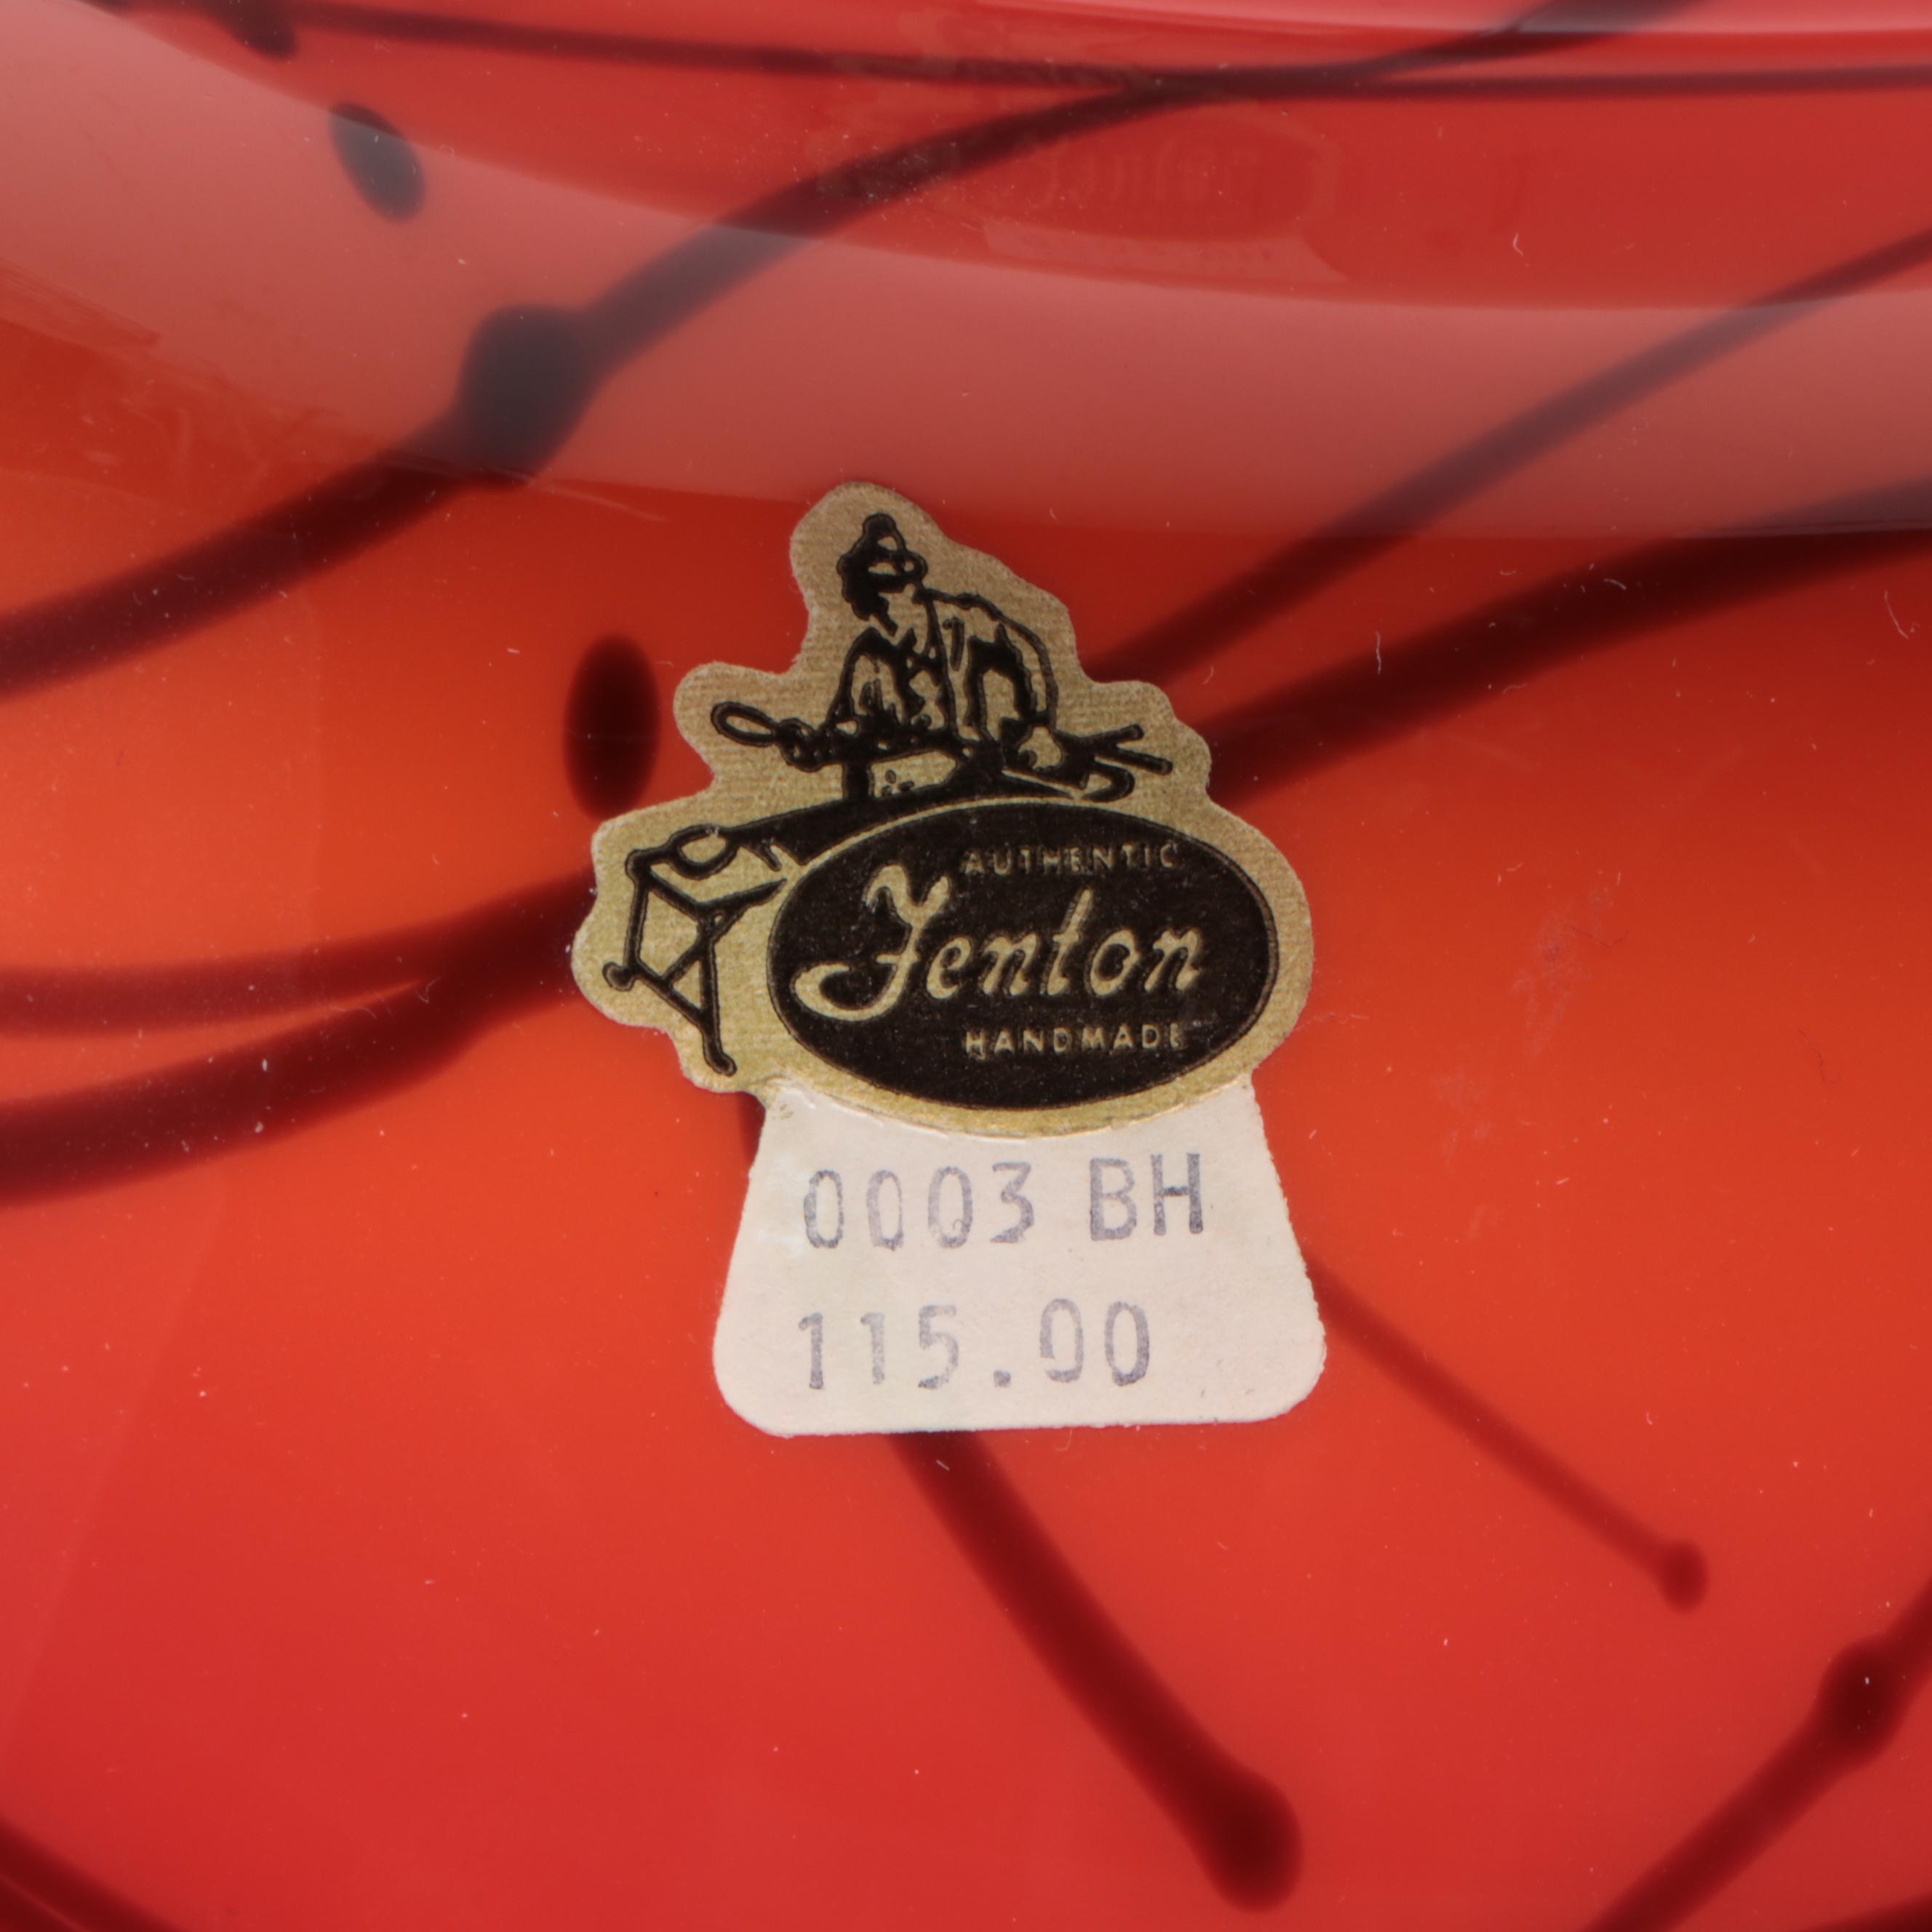 AUTHENTIC
Fenton
HANDMADE
0003 BH
115.00